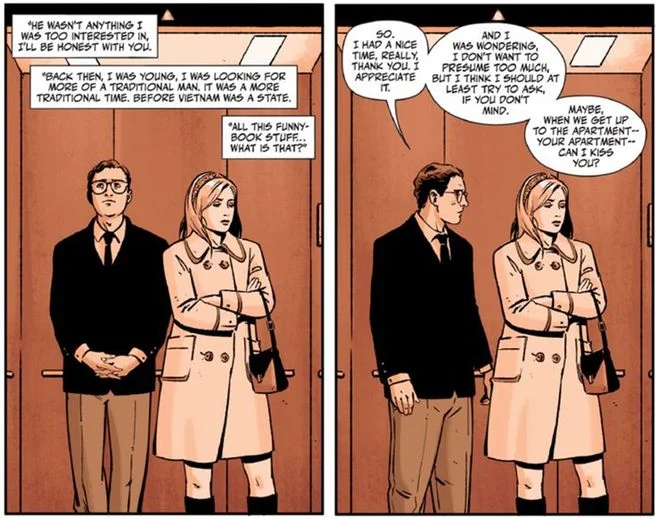 "HE WASN'T ANYTHING I
WAS TOO INTERESTED IN,
I'LL BE HONEST WITH YOU.
"BACK THEN, I WAS YOUNG, I WAS LOOKING FOR
MORE OF A TRADITIONAL MAN. IT WAS A MORE
TRADITIONAL TIME. BEFORE VIETNAM WAS A STATE.
"ALL THIS FUNNY-
BOOK STUFF...
WHAT IS THAT?"
SO.
I HAD A NICE
TIME, REALLY,
THANK YOU. I
APPRECIATE
IT.
AND I
WAS WONDERING,
I DON'T WANT TO
PRESUME TOO MUCH,
BUT I THINK I SHOULD AT
LEAST TRY TO ASK,
IF YOU DON'T
MIND.
MAYBE,
WHEN WE GET UP
TO THE APARTMENT--
YOUR APARTMENT--
CAN I KISS
YOU?